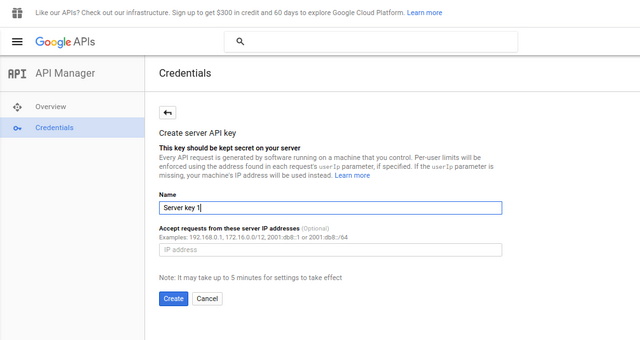 Like our APIs? Check out our infrastructure. Sign up to get $300 in credit and 60 days to explore Google Cloud Platform. Learn more
Google APIs
API API Manager
Credentials
Overview
Credentials
Create server API key
This key should be kept secret on your server
Every API request is generated by software running on a machine that you control. Per-user limits will be
enforced using the address found in each request's userIp parameter, if specified. If the userIp parameter is
missing, your machine's IP address will be used instead. Learn more
Name
Server key 1
Accept requests from these server IP addresses (Optional)
Examples: 192.168.0.1, 172.16.0.0/12, 2001:db8::1 or 2001:db8::/64
IP address
Note: It may take up to 5 minutes for settings to take effect
Create Cancel